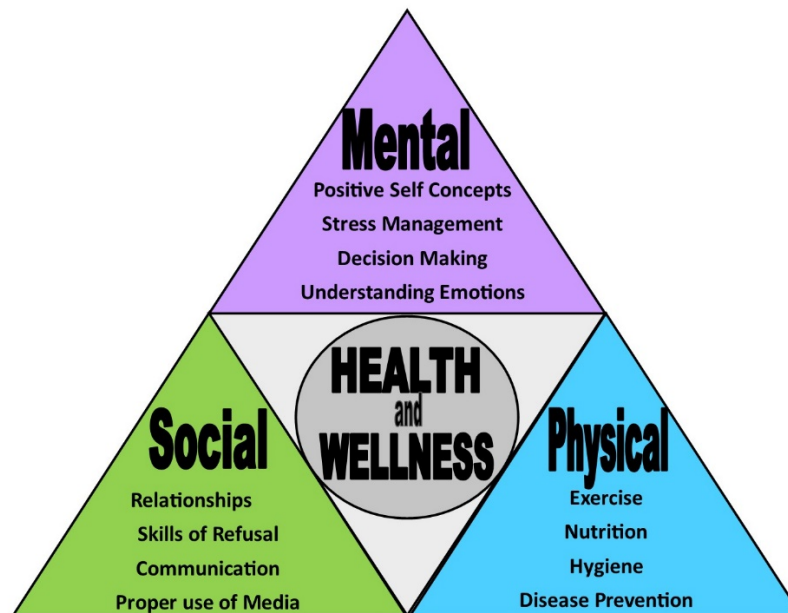 Mental
Positive Self Concepts
Stress Management
Decision Making
Understanding Emotions
HEALTH
and
WELLNESS
Social
Relationships
Skills of Refusal
Communication
Proper use of Media
Physical
Exercise
Nutrition
Hygiene
Disease Prevention